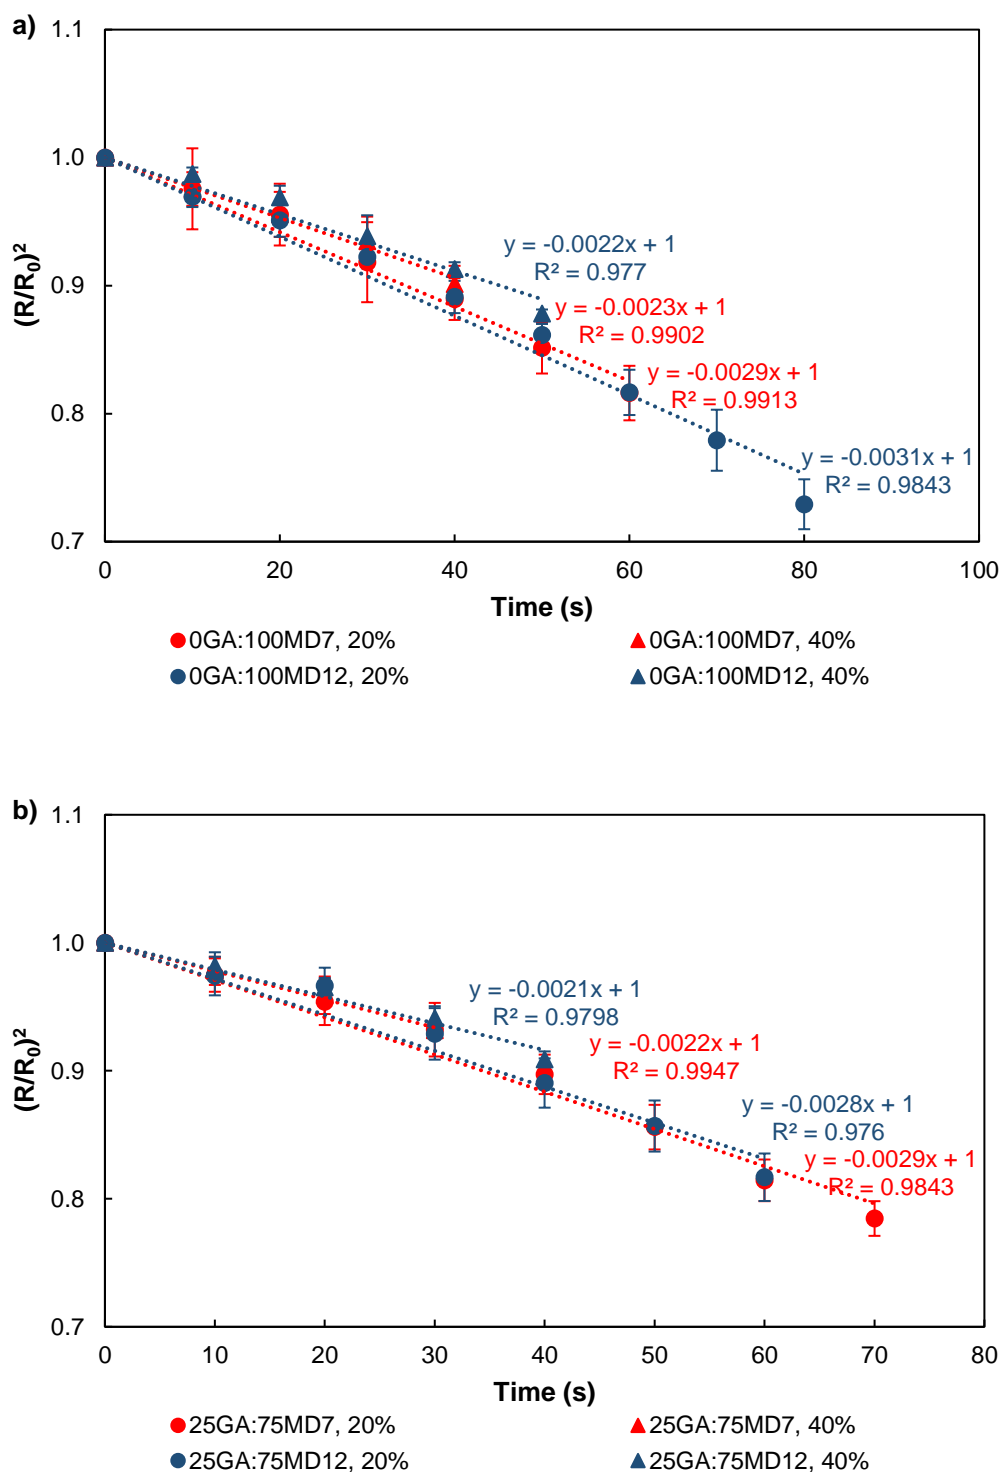 a)
1.1
1.0
0.9
0.8
0.7
(R/R₀)²
y = -0.0022x + 1
R² = 0.977
y = -0.0023x + 1
R² = 0.9902
y = -0.0029x + 1
R² = 0.9913
y = -0.0031x + 1
R² = 0.9843
0 20 40 60 80 100
Time (s)
0GA:100MD7, 20% 0GA:100MD7, 40%
0GA:100MD12, 20% 0GA:100MD12, 40%
b)
1.1
1.0
0.9
0.8
0.7
(R/R₀)²
y = -0.0021x + 1
R² = 0.9798
y = -0.0022x + 1
R² = 0.9947
y = -0.0028x + 1
R² = 0.976
y = -0.0029x + 1
R² = 0.9843
0 10 20 30 40 50 60 70 80
Time (s)
25GA:75MD7, 20% 25GA:75MD7, 40%
25GA:75MD12, 20% 25GA:75MD12, 40%